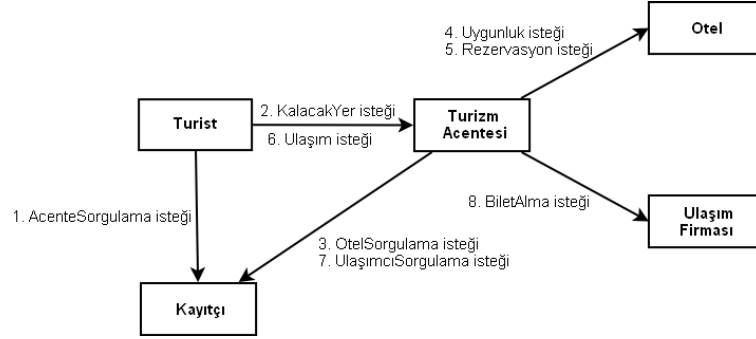 4. Uygunluk isteği
5. Rezervasyon isteği
Otel
Turist
2. KalacakYer isteği
6. Ulaşım isteği
Turizm
Acentesi
1. AcenteSorgulama isteği
8. BiletAlma isteği
Ulaşım
Firması
3. OtelSorgulama isteği
7. UlaşımcıSorgulama isteği
Kayıtçı